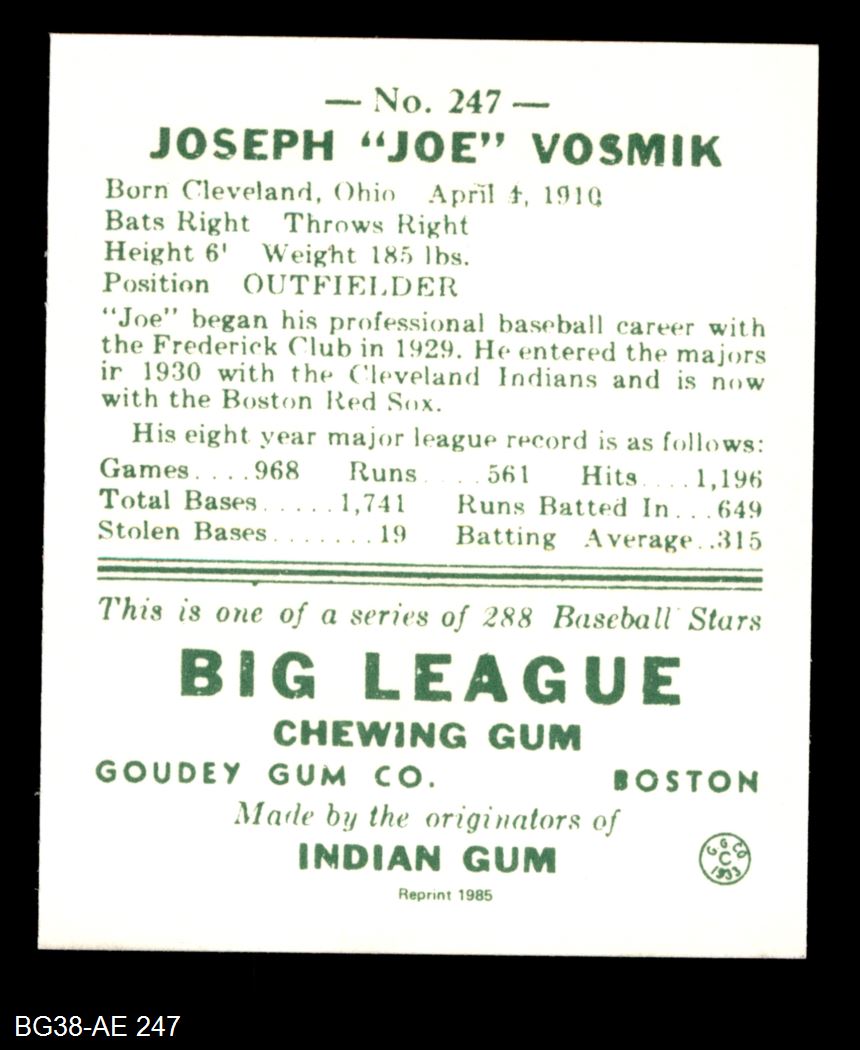 — No. 247 —
JOSEPH "JOE" VOSMIK
Born Cleveland, Ohio April 4, 1910
Bats Right Throws Right
Height 6' Weight 185 lbs.
Position OUTFIELDER
"Joe" began his professional baseball career with
the Frederick Club in 1929. He entered the majors
in 1930 with the Cleveland Indians and is now
with the Boston Red Sox.
His eight year major league record is as follows:
Games....968 Runs....561 Hits....1,196
Total Bases......1,741 Runs Batted In...649
Stolen Bases.......19 Batting Average..315
This is one of a series of 288 Baseball Stars
BIG LEAGUE
CHEWING GUM
GOUDEY GUM CO. BOSTON
Made by the originators of
INDIAN GUM
G G CO
C
1933
Reprint 1985
BG38-AE 247